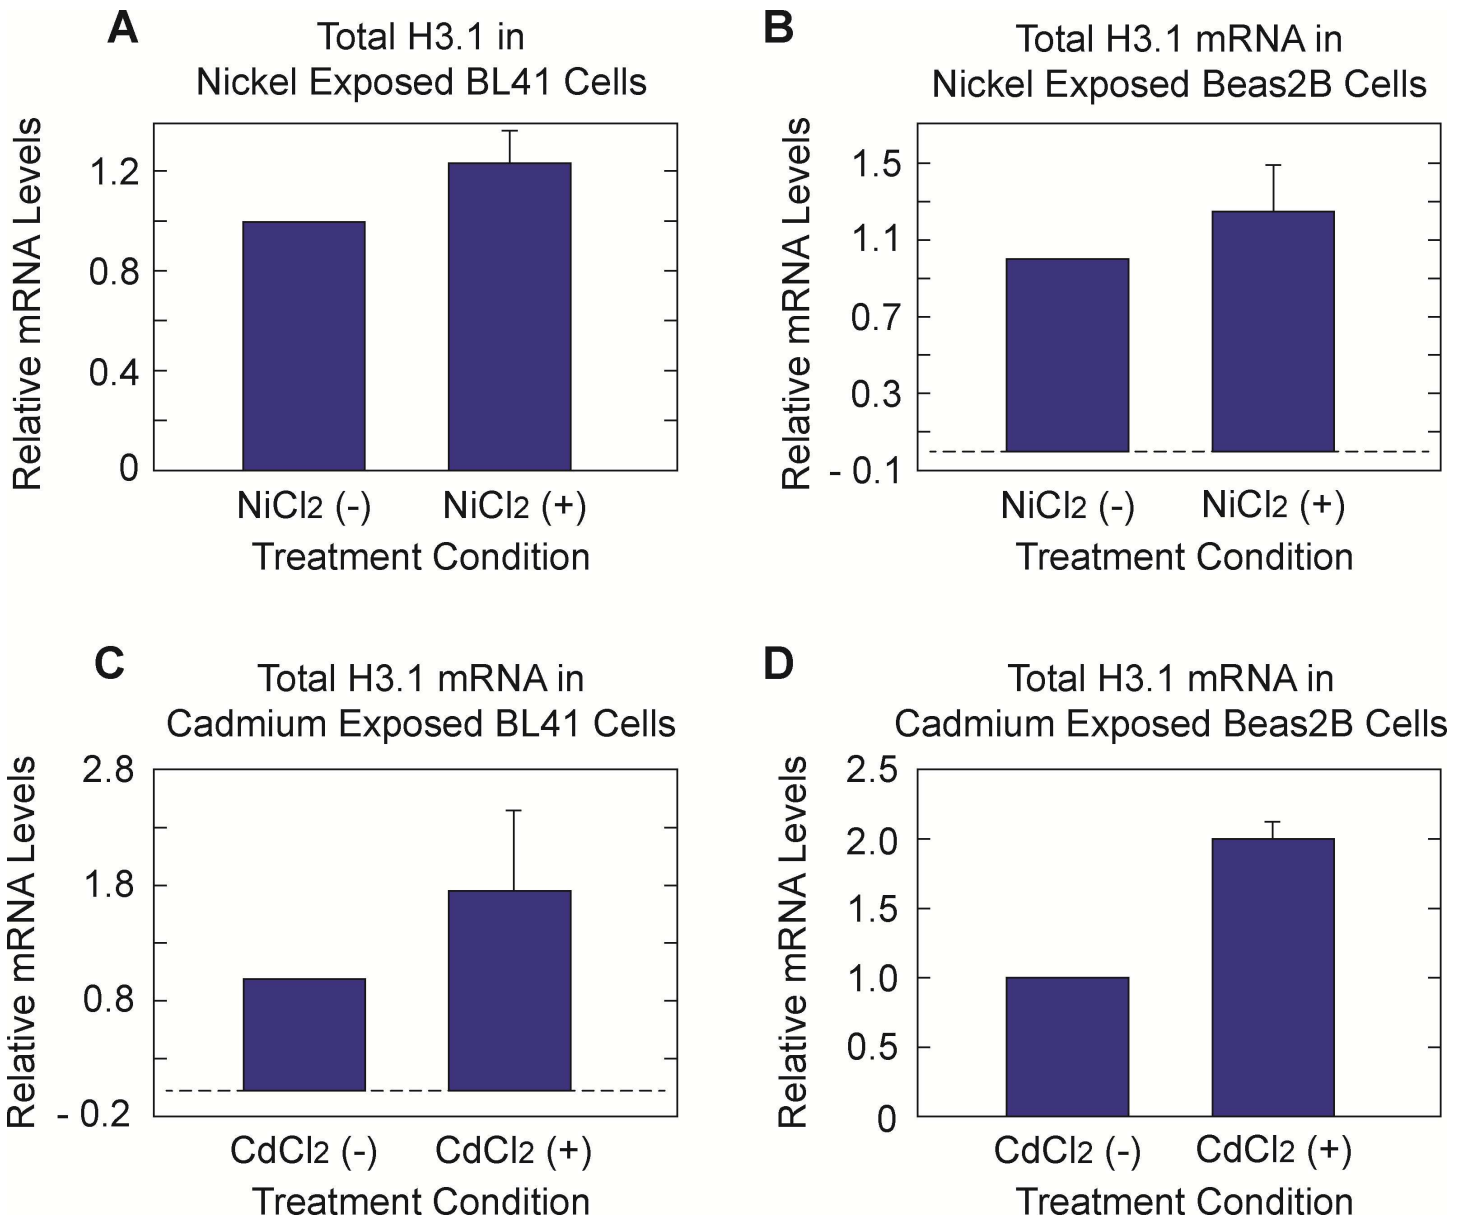 A
Total H3.1 in
Nickel Exposed BL41 Cells
Relative mRNA Levels
1.2
0.8
0.4
0
NiCl2 (-)
NiCl2 (+)
Treatment Condition
B
Total H3.1 mRNA in
Nickel Exposed Beas2B Cells
Relative mRNA Levels
1.5
1.1
0.7
0.3
- 0.1
NiCl2 (-)
NiCl2 (+)
Treatment Condition
C
Total H3.1 mRNA in
Cadmium Exposed BL41 Cells
Relative mRNA Levels
2.8
1.8
0.8
- 0.2
CdCl2 (-)
CdCl2 (+)
Treatment Condition
D
Total H3.1 mRNA in
Cadmium Exposed Beas2B Cells
Relative mRNA Levels
2.5
2.0
1.5
1.0
0.5
0
CdCl2 (-)
CdCl2 (+)
Treatment Condition